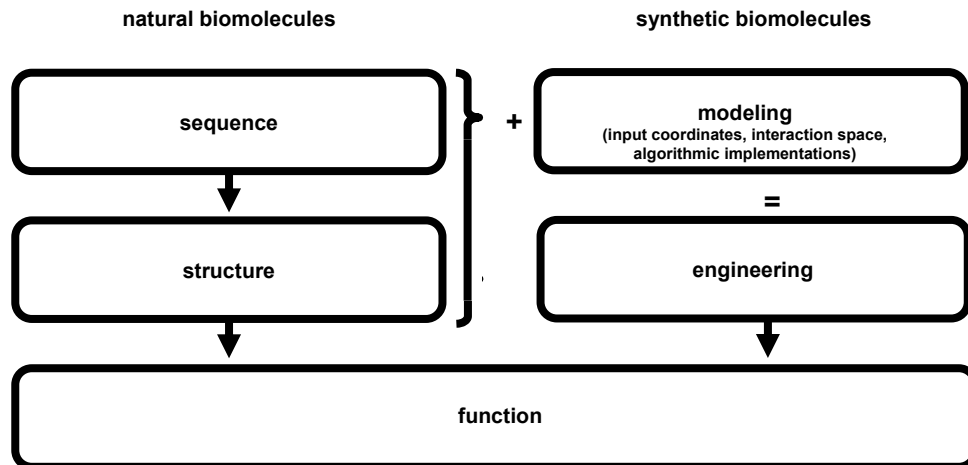 natural biomolecules
synthetic biomolecules
sequence
+
modeling
(input coordinates, interaction space,
algorithmic implementations)
=
structure
engineering
function